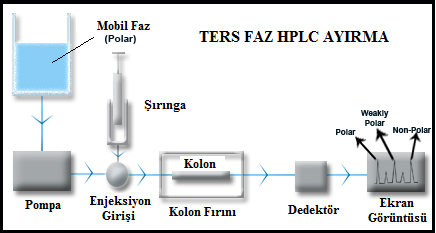 Mobil Faz
(Polar)
TERS FAZ HPLC AYIRMA
Şırınga
Polar
Weakly
Polar
Non-Polar
Kolon
Pompa
Enjeksiyon
Girişi
Kolon Fırını
Dedektör
Ekran
Görüntüsü